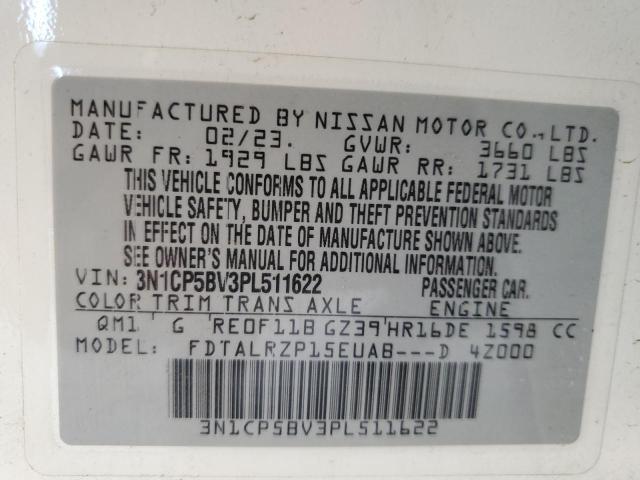 MANUFACTURED BY NISSAN MOTOR CO., LTD.
DATE: 02/23. GVWR: 3660 LBS
GAWR FR: 1929 LBS GAWR RR: 1731 LBS
THIS VEHICLE CONFORMS TO ALL APPLICABLE FEDERAL MOTOR
VEHICLE SAFETY, BUMPER AND THEFT PREVENTION STANDARDS
IN EFFECT ON THE DATE OF MANUFACTURE SHOWN ABOVE.
SEE OWNER'S MANUAL FOR ADDITIONAL INFORMATION.
VIN: 3N1CP5BV3PL511622 PASSENGER CAR.
COLOR TRIM TRANS AXLE ENGINE
QM1 G RE0F11B GZ39 HR16DE 1598 CC
MODEL: FDTALRZP15EUAB---D 4Z000
3N1CP5BV3PL511622